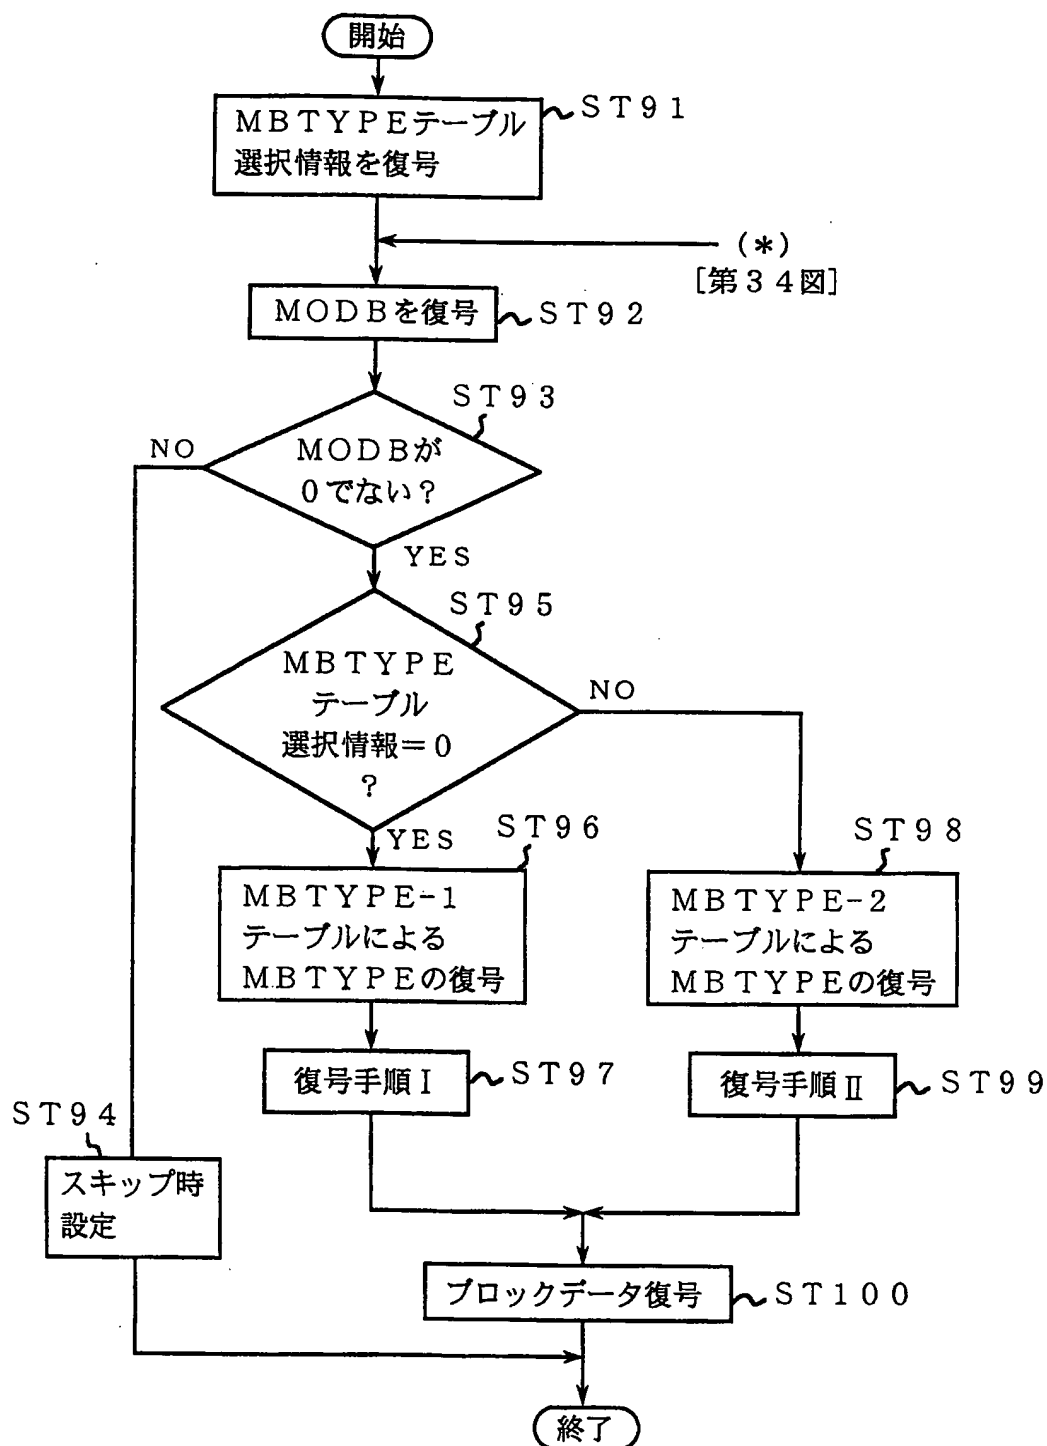 開始
MBTYPEテーブル
選択情報を復号
ST91
(*)
[第34図]
MODBを復号
ST92
ST93
NO
MODBが
0でない?
YES
ST95
MBTYPE
テーブル
選択情報=0
?
NO
YES
ST96
ST98
MBTYPE-1
テーブルによる
MBTYPEの復号
MBTYPE-2
テーブルによる
MBTYPEの復号
復号手順Ⅰ
ST97
復号手順Ⅱ
ST99
ST94
スキップ時
設定
ブロックデータ復号
ST100
終了